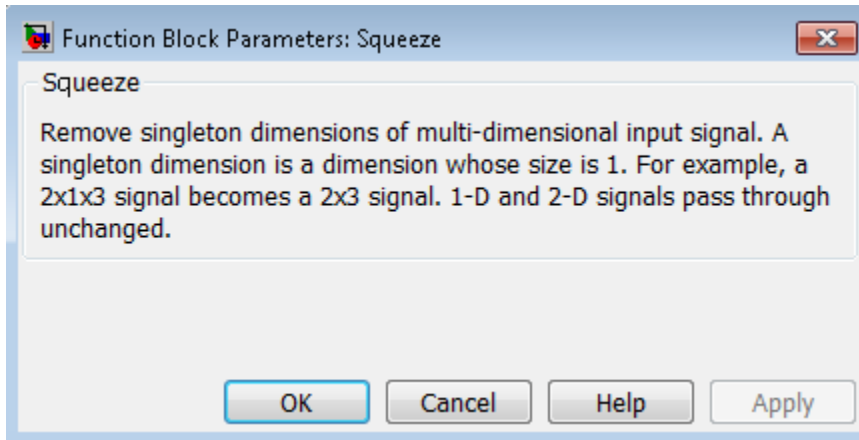 Function Block Parameters: Squeeze
Squeeze
Remove singleton dimensions of multi-dimensional input signal. A
singleton dimension is a dimension whose size is 1. For example, a
2x1x3 signal becomes a 2x3 signal. 1-D and 2-D signals pass through
unchanged.
OK Cancel Help Apply